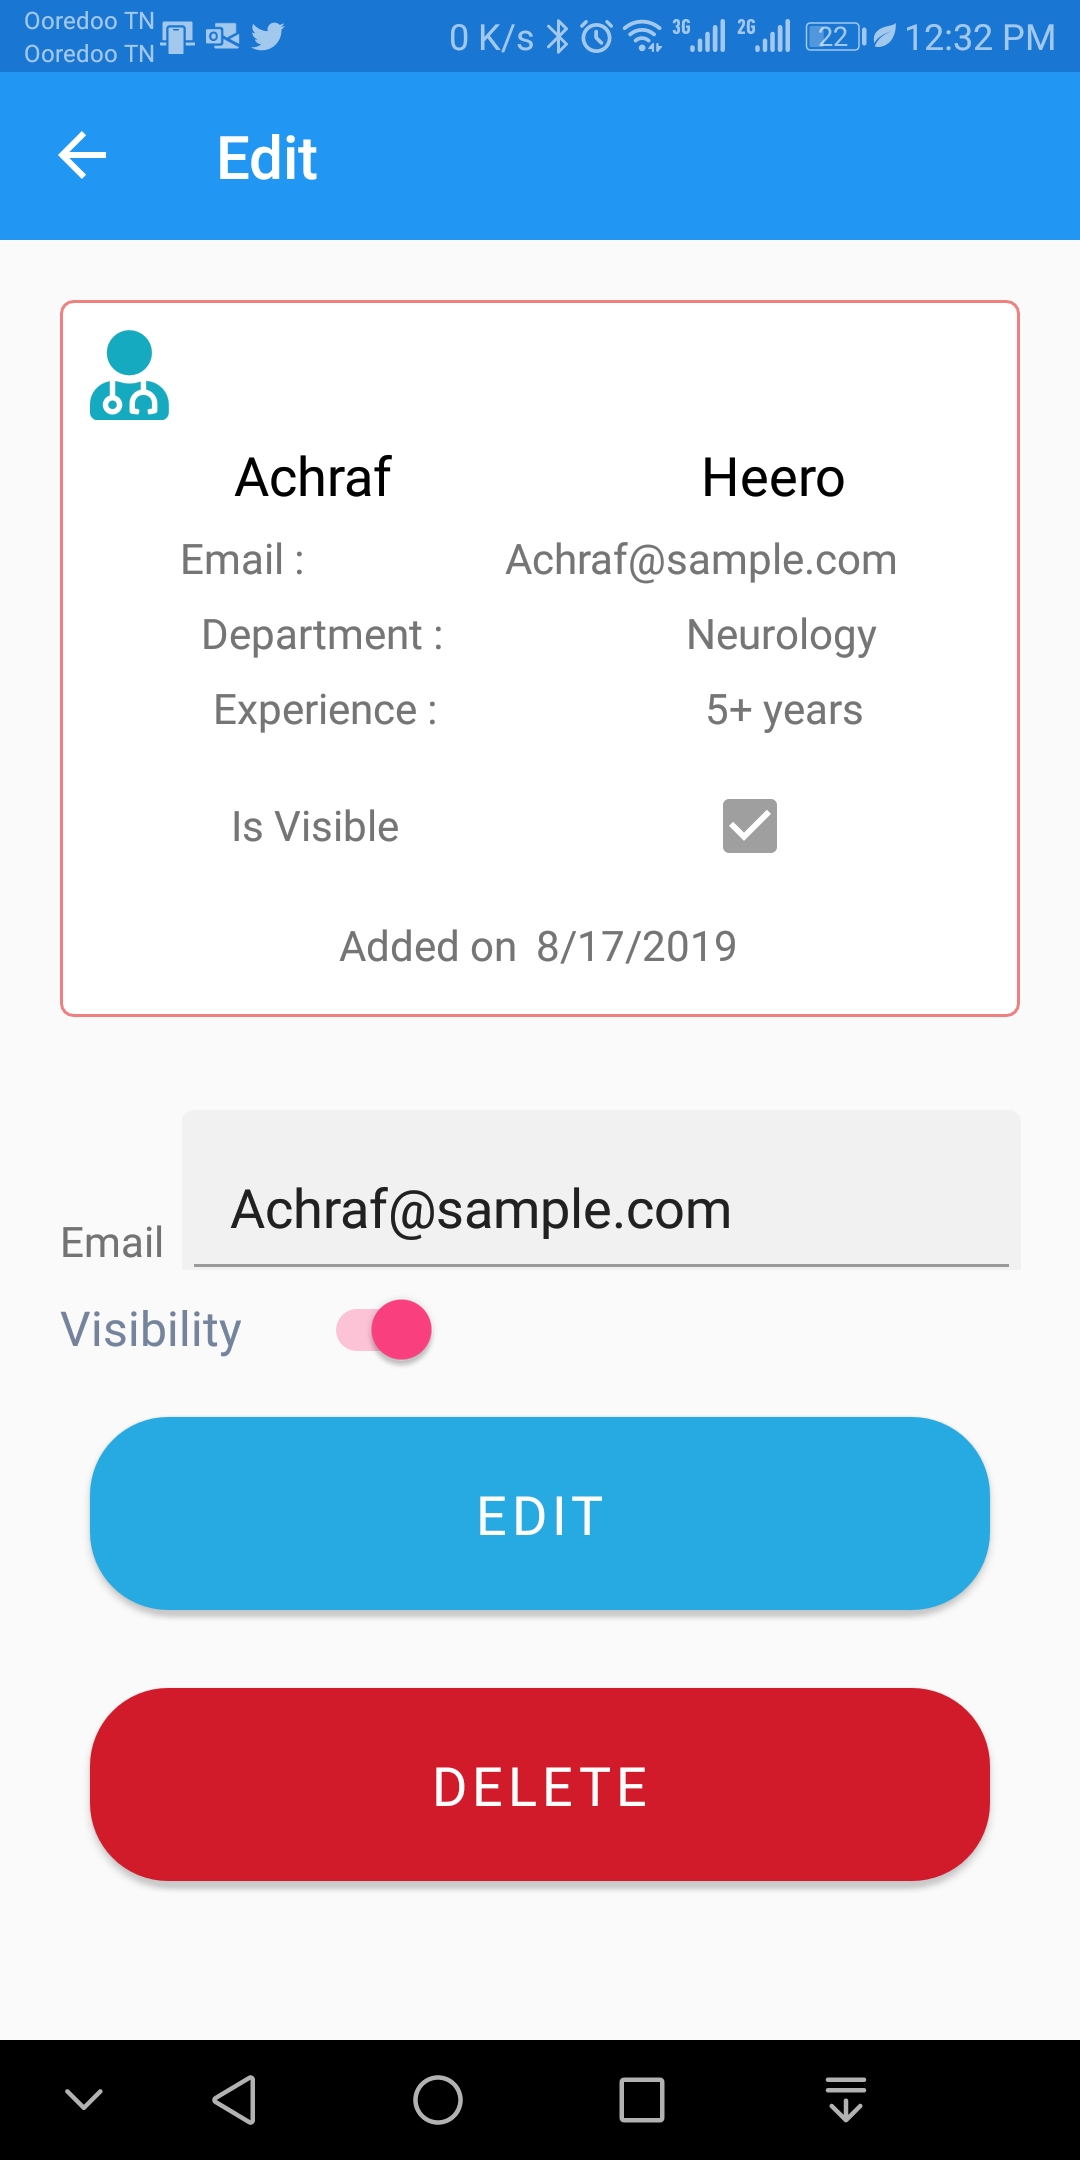 Ooredoo TN
Ooredoo TN
0 K/s 3G 2G 22 12:32 PM
Edit
Achraf Heero
Email : Achraf@sample.com
Department : Neurology
Experience : 5+ years
Is Visible
Added on 8/17/2019
Email Achraf@sample.com
Visibility
EDIT
DELETE